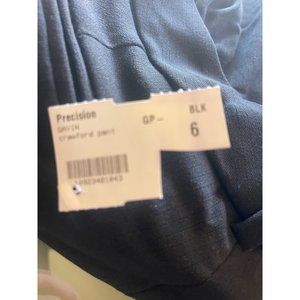 Precision
GAVIN
crawford pant
GP-
BLK
6